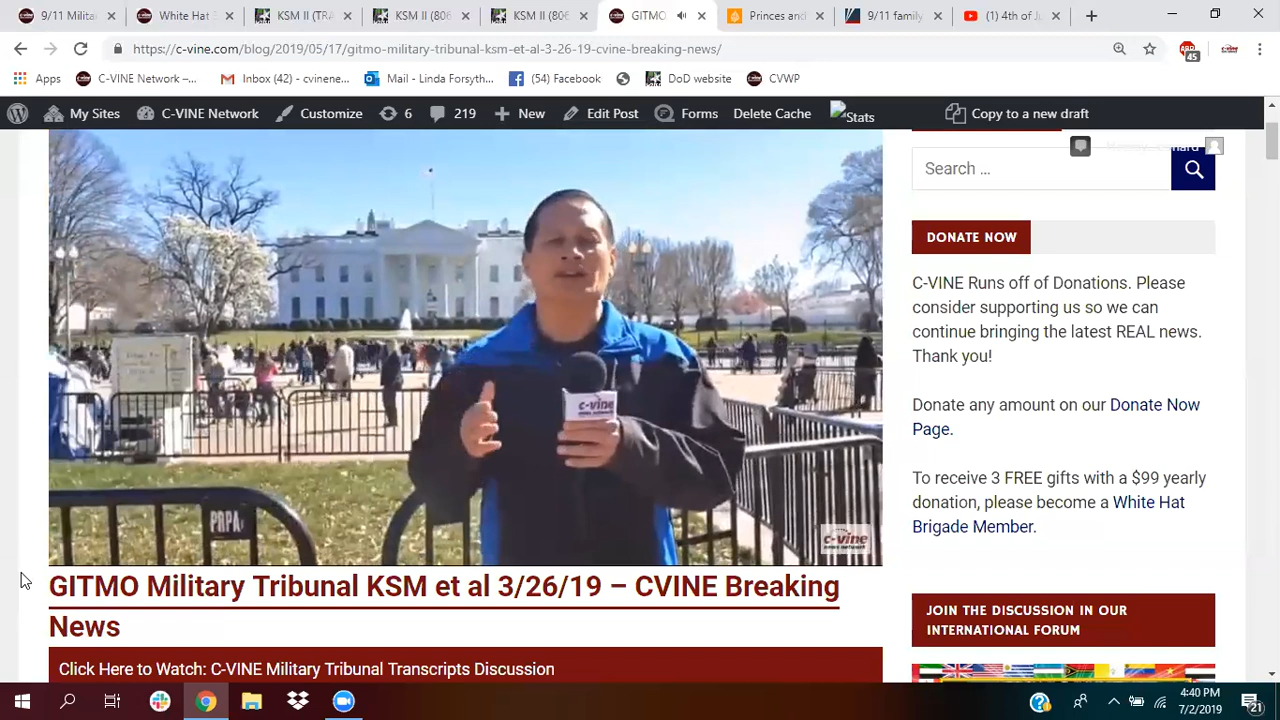 9/11 Militar
White Hat B
KSM II (TRA
KSM II (806
KSM II (806
GITMO
Princes and
9/11 family
(1) 4th of Ju
https://c-vine.com/blog/2019/05/17/gitmo-military-tribunal-ksm-et-al-3-26-19-cvine-breaking-news/
45
Apps
C-VINE Network –...
Inbox (42) - cvinene...
Mail - Linda Forsyth...
(54) Facebook
DoD website
CVWP
My Sites
C-VINE Network
Customize
6
219
New
Edit Post
Forms
Delete Cache
Stats
Copy to a new draft
Search ...
DONATE NOW
C-VINE Runs off of Donations. Please
consider supporting us so we can
continue bringing the latest REAL news.
Thank you!
Donate any amount on our Donate Now
Page.
To receive 3 FREE gifts with a $99 yearly
donation, please become a White Hat
Brigade Member.
JOIN THE DISCUSSION IN OUR
INTERNATIONAL FORUM
c-vine
PRPA
c-vine
news network
GITMO Military Tribunal KSM et al 3/26/19 – CVINE Breaking
News
Click Here to Watch: C-VINE Military Tribunal Transcripts Discussion
4:40 PM
7/2/2019
21